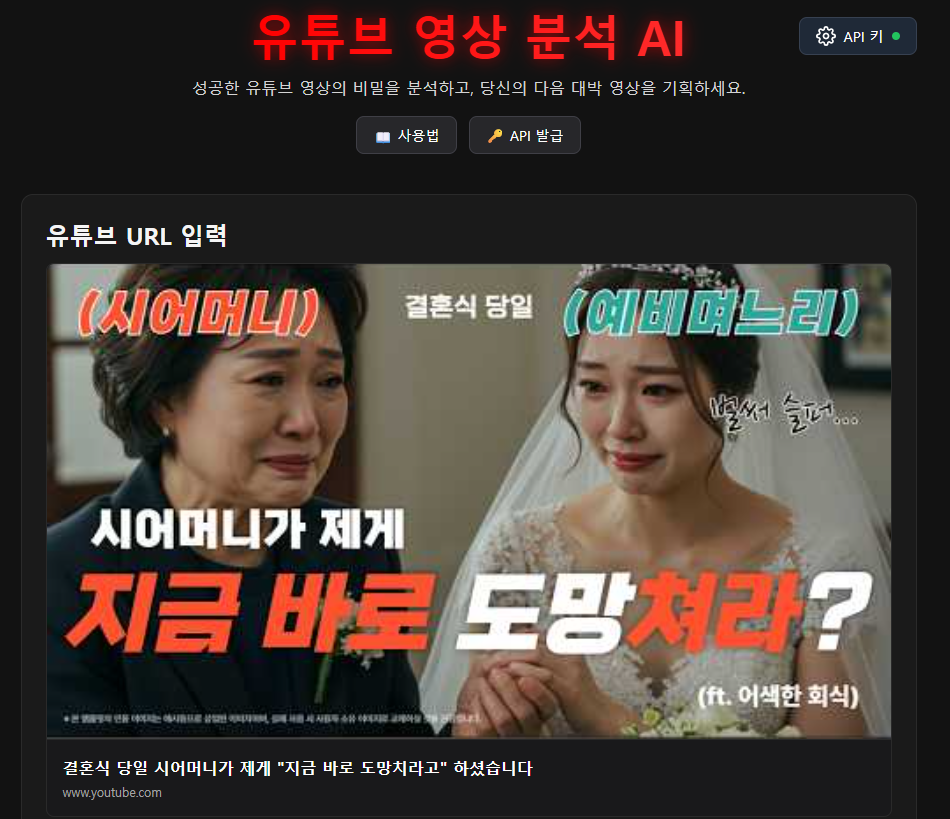 유튜브 영상 분석 AI
API 키
성공한 유튜브 영상의 비밀을 분석하고, 당신의 다음 대박 영상을 기획하세요.
사용법
API 발급
유튜브 URL 입력
(시어머니)
결혼식 당일
(예비며느리)
벌써 슬퍼...
시어머니가 제게
지금 바로 도망쳐라?
(ft. 어색한 회식)
결혼식 당일 시어머니가 제게 "지금 바로 도망치라고" 하셨습니다
www.youtube.com